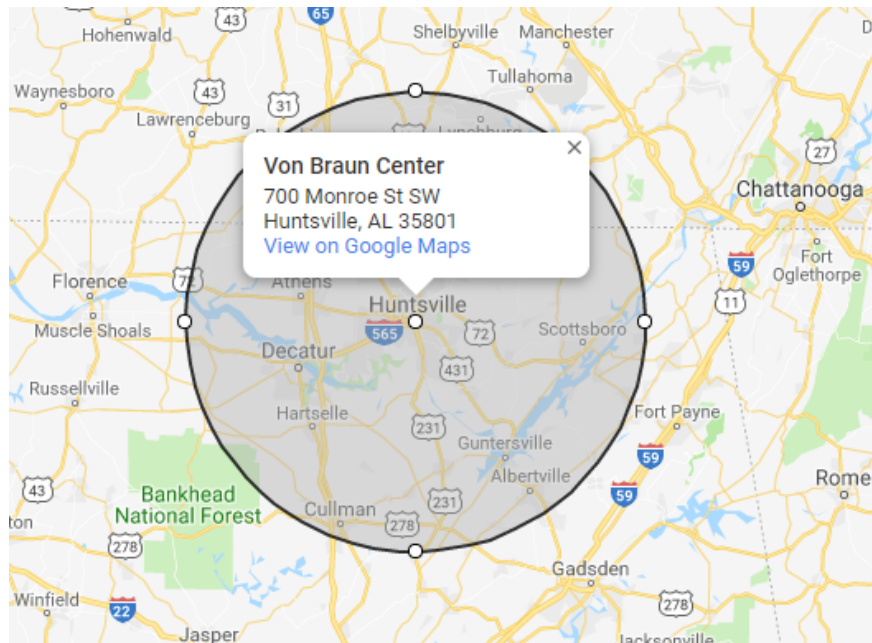 65
Hohenwald
Shelbyville
Manchester
43
Waynesboro
Tullahoma
43
31
Lawrenceburg
Lynchburg
27
Von Braun Center
700 Monroe St SW
Huntsville, AL 35801
View on Google Maps
Chattanooga
Fort
Oglethorpe
59
Florence
72
Athens
11
Huntsville
Muscle Shoals
565
72
Scottsboro
Decatur
431
Russellville
Hartselle
231
Fort Payne
Guntersville
59
Albertville
Rome
43
Bankhead
National Forest
59
231
Cullman
278
ton
278
Gadsden
Winfield
22
278
Jasper
Jacksonville